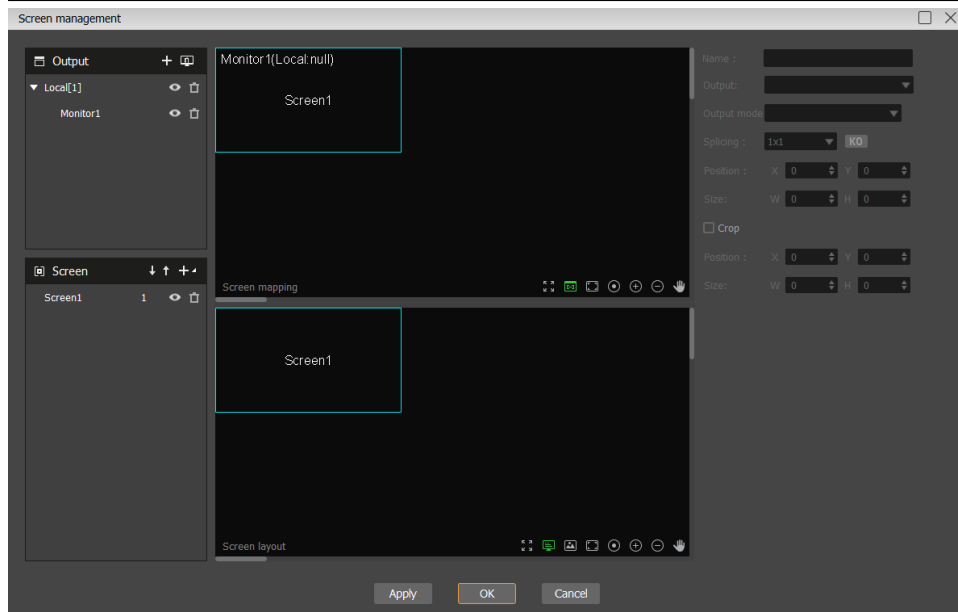 Screen management
Output
Local[1]
Monitor1
Screen
Screen1 1
Monitor1(Local:null)
Screen1
Screen mapping
Screen1
Screen layout
Name :
Output:
Output mode
Splicing : 1x1 KO
Position : X 0 Y 0
Size: W 0 H 0
Crop
Position : X 0 Y 0
Size: W 0 H 0
Apply OK Cancel